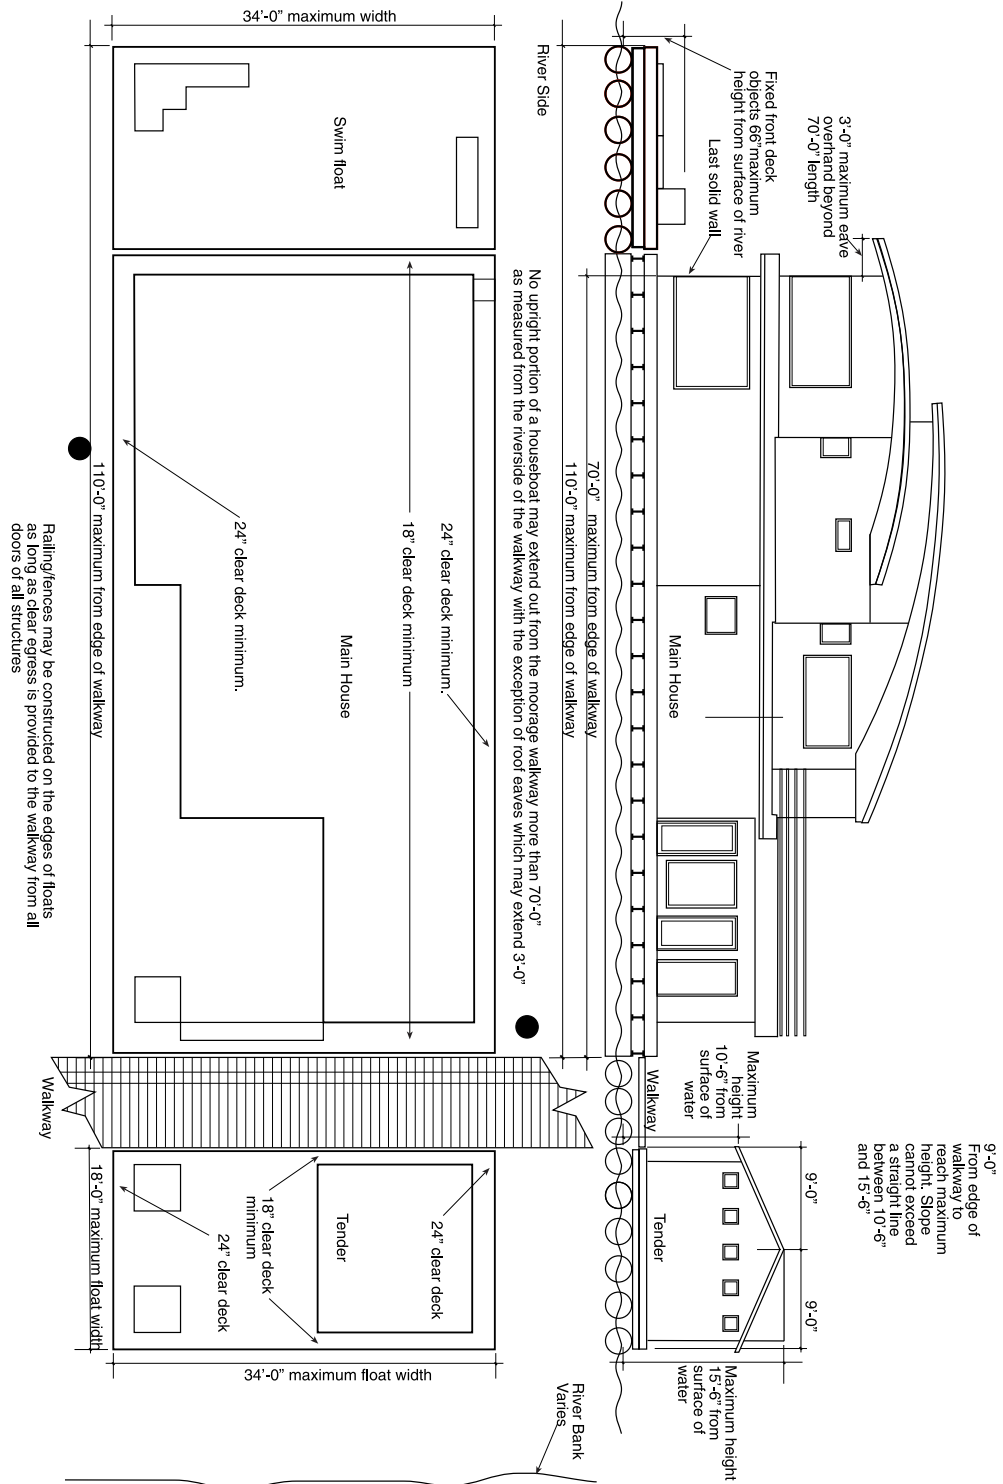 34'-0" maximum width
River Side
Swim float
Fixed front deck
objects 66"maximum
height from surface of river
Last solid wall
3'-0" maximum eave
overhand beyond
70'-0" length
No upright portion of a houseboat may extend out from the moorage walkway more than 70'-0"
as measured from the riverside of the walkway with the exception of roof eaves which may extend 3'-0"
70'-0" maximum from edge of walkway
110'-0" maximum from edge of walkway
Main House
24" clear deck minimum.
18" clear deck minimum
24" clear deck minimum.
Main House
110'-0" maximum from edge of walkway
Railing/fences may be constructed on the edges of floats
as long as clear egress is provided to the walkway from all
doors of all structures
Walkway
Walkway
Maximum
height
10'-6" from
surface of
water
9'-0"
From edge of
walkway to
reach maximum
height. Slope
cannot exceed
a straight line
between 10'-6"
and 15'-6"
9'-0"
9'-0"
Tender
Maximum height
15'-6" from
surface of
water
24" clear deck
Tender
18" clear deck
minimum
24" clear deck
18'-0" maximum float width
34'-0" maximum float width
River Bank
Varies